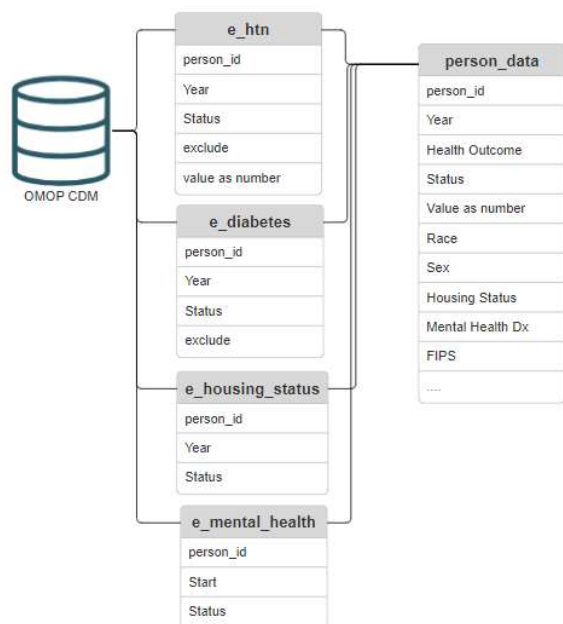 OMOP CDM
e_htn
person_id
Year
Status
exclude
value as number
e_diabetes
person_id
Year
Status
exclude
e_housing_status
person_id
Year
Status
e_mental_health
person_id
Start
Status
person_data
person_id
Year
Health Outcome
Status
Value as number
Race
Sex
Housing Status
Mental Health Dx
FIPS
....